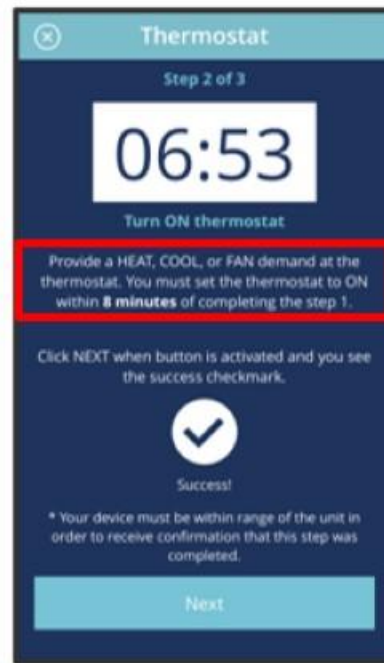 Thermostat
Step 2 of 3
06:53
Turn ON thermostat
Provide a HEAT, COOL, or FAN demand at the
thermostat. You must set the thermostat to ON
within 8 minutes of completing the step 1.
Click NEXT when button is activated and you see
the success checkmark.
Success!
* Your device must be within range of the unit in
order to receive confirmation that this step was
completed.
Next